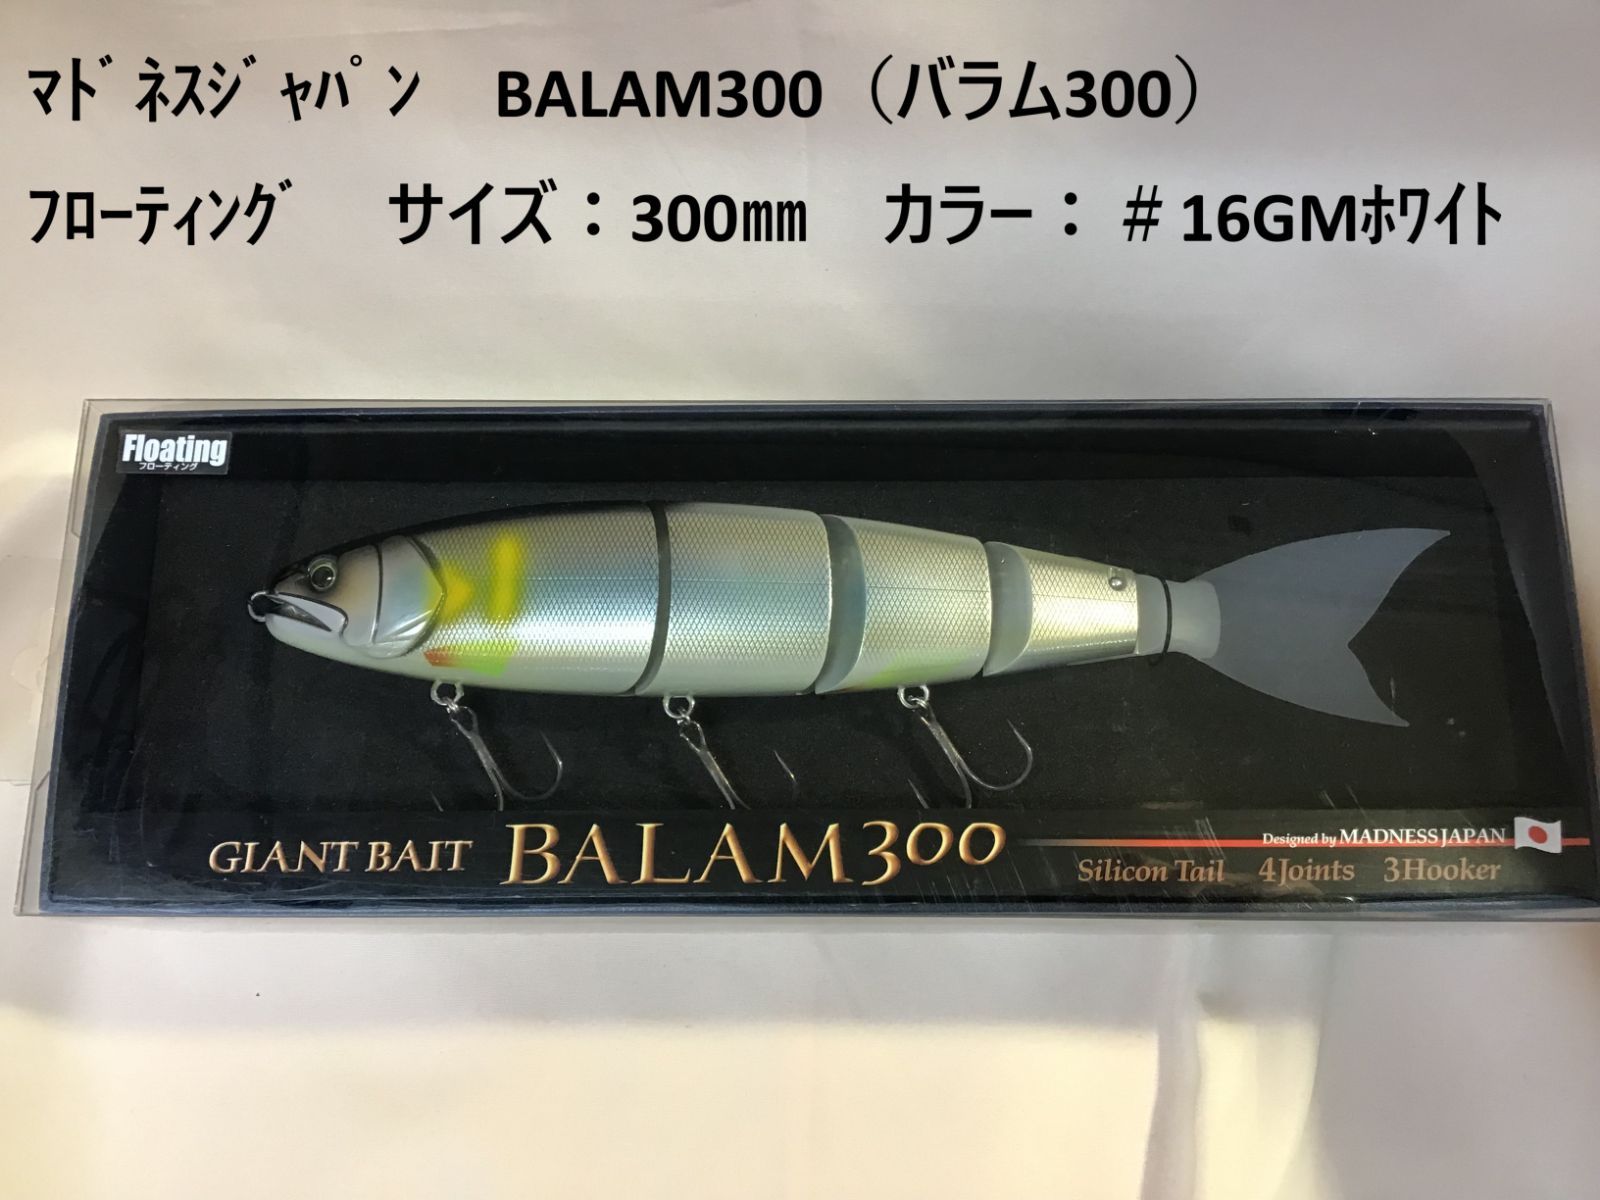 ﾏﾄﾞﾈｽｼﾞｬﾊﾟﾝ　BALAM300（バラム300）
ﾌﾛｰﾃｨﾝｸﾞ　サイズ：300㎜　カラー：＃16GMﾎﾜｲﾄ
Floating
フローティング
GIANT BAIT BALAM300
Designed by MADNESS JAPAN
Silicon Tail 4Joints 3Hooker